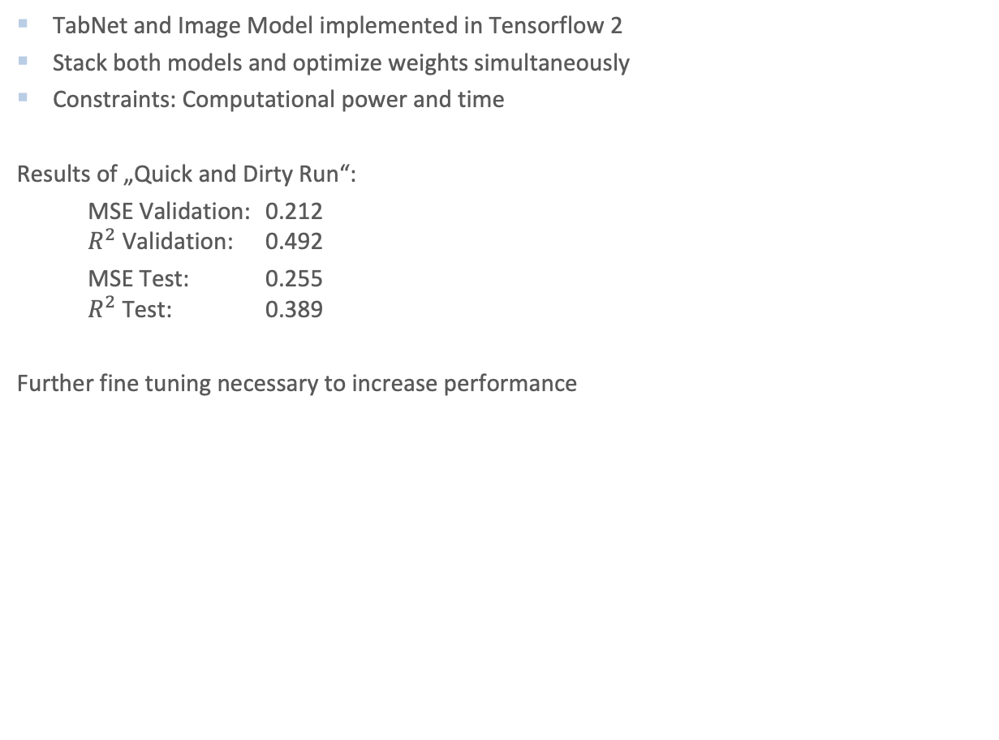 ▪ TabNet and Image Model implemented in Tensorflow 2
▪ Stack both models and optimize weights simultaneously
▪ Constraints: Computational power and time
Results of „Quick and Dirty Run“:
MSE Validation: 0.212
R² Validation: 0.492
MSE Test: 0.255
R² Test: 0.389
Further fine tuning necessary to increase performance